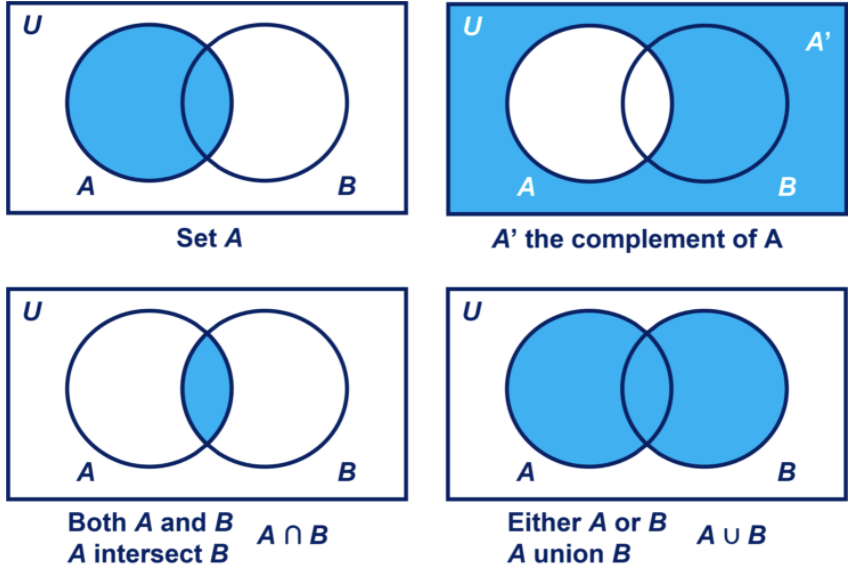 U
A
B
Set A
U
A'
A
B
A' the complement of A
U
A
B
Both A and B
A intersect B
A ∩ B
U
A
B
Either A or B
A union B
A ∪ B